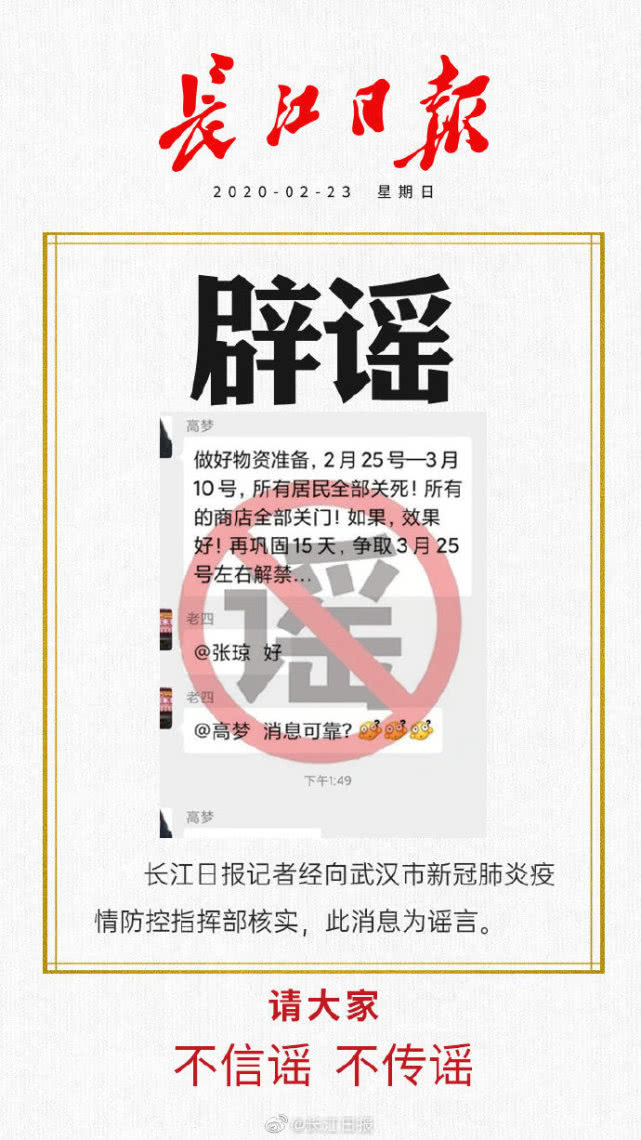 长江日报
2020-02-23 星期日
辟谣
高梦
做好物资准备，2月25号—3月
10号，所有居民全部关死！所有
的商店全部关门！如果，效果
好！再巩固15天，争取3月25
号左右解禁...
谣
老四
@张琼 好
老四
@高梦 消息可靠？
下午1:49
高梦
长江日报记者经向武汉市新冠肺炎疫
情防控指挥部核实，此消息为谣言。
请大家
不信谣 不传谣
@长江日报